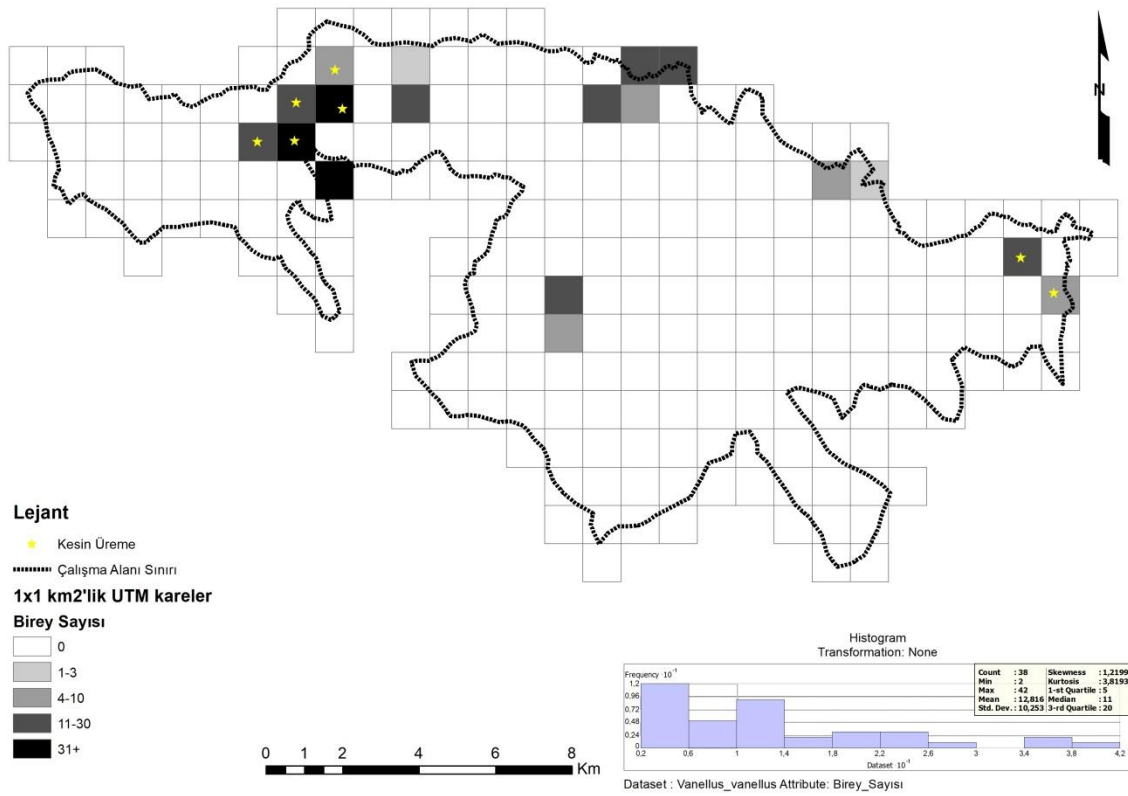 N
Lejant
Kesin Üreme
Çalışma Alanı Sınırı
1x1 km2'lik UTM kareler
Birey Sayısı
0
1-3
4-10
11-30
31+
0 1 2 4 6 8
Km
Histogram
Transformation: None
Frequency · 10⁻¹
1,2
0,96
0,72
0,48
0,24
0
0,2 0,6 1 1,4 1,8 2,2 2,6 3 3,4 3,8 4,2
Dataset · 10⁻¹
Count : 38 Skewness : 1,2199
Min : 2 Kurtosis : 3,8193
Max : 42 1-st Quartile : 5
Mean : 12,816 Median : 11
Std. Dev. : 10,253 3-rd Quartile : 20
Dataset : Vanellus_vanellus Attribute: Birey_Sayısı